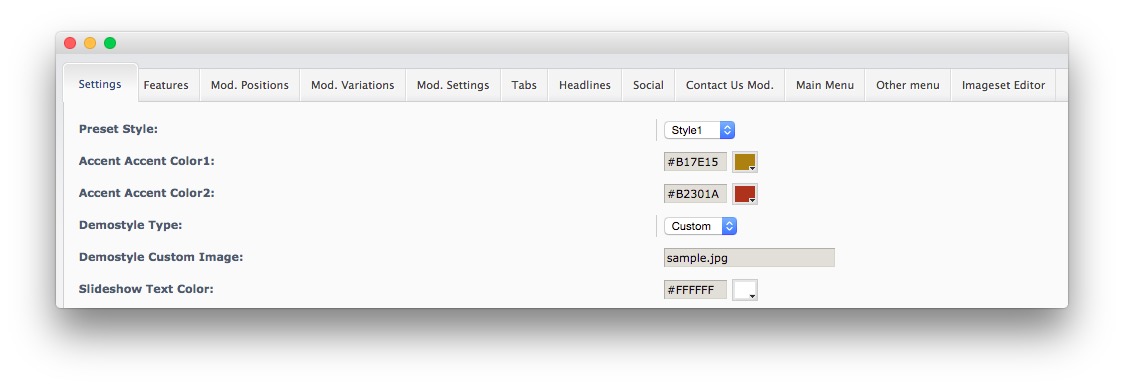 Settings Features Mod. Positions Mod. Variations Mod. Settings Tabs Headlines Social Contact Us Mod. Main Menu Other menu Imageset Editor
Preset Style: Style1
Accent Accent Color1: #B17E15
Accent Accent Color2: #B2301A
Demostyle Type: Custom
Demostyle Custom Image: sample.jpg
Slideshow Text Color: #FFFFFF